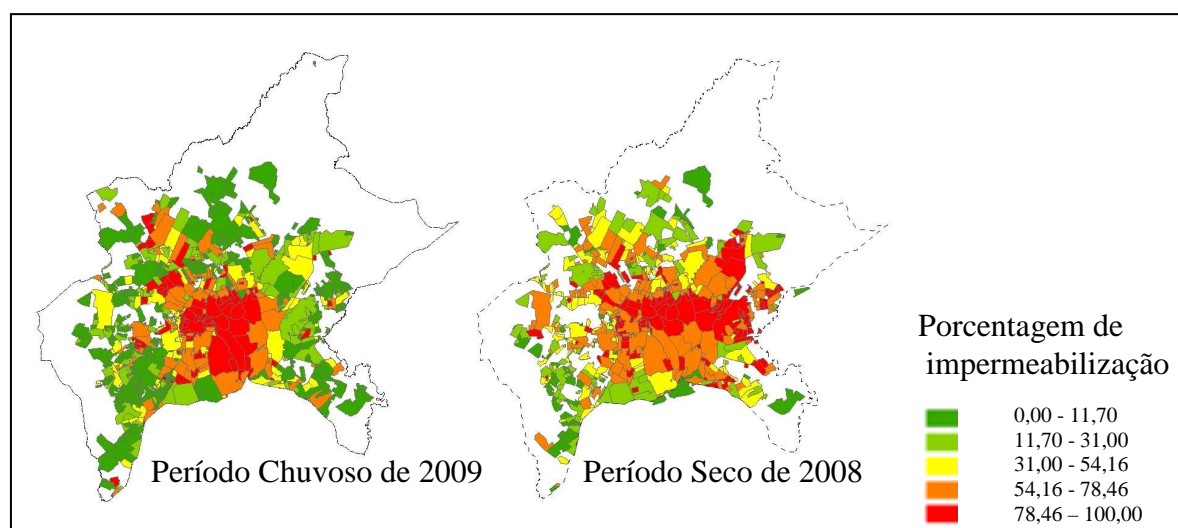 Período Chuvoso de 2009
Período Seco de 2008
Porcentagem de
impermeabilização
0,00 - 11,70
11,70 - 31,00
31,00 - 54,16
54,16 - 78,46
78,46 – 100,00